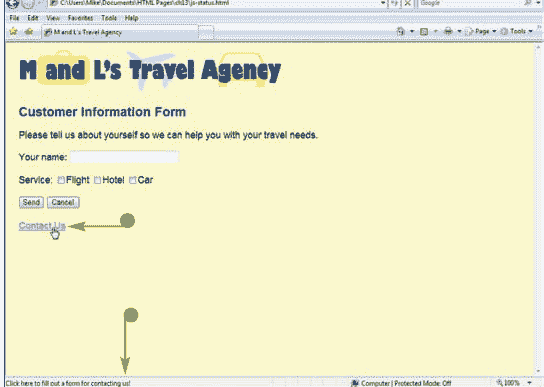 C:\Users\Mike\Documents\HTML Pages\ch13\js-status.html
Google
File Edit View Favorites Tools Help
M and L's Travel Agency
Page Tools
M and L's Travel Agency
Customer Information Form
Please tell us about yourself so we can help you with your travel needs.
Your name:
Service: Flight Hotel Car
Send Cancel
Contact Us
Click here to fill out a form for contacting us! Computer | Protected Mode: Off 100%